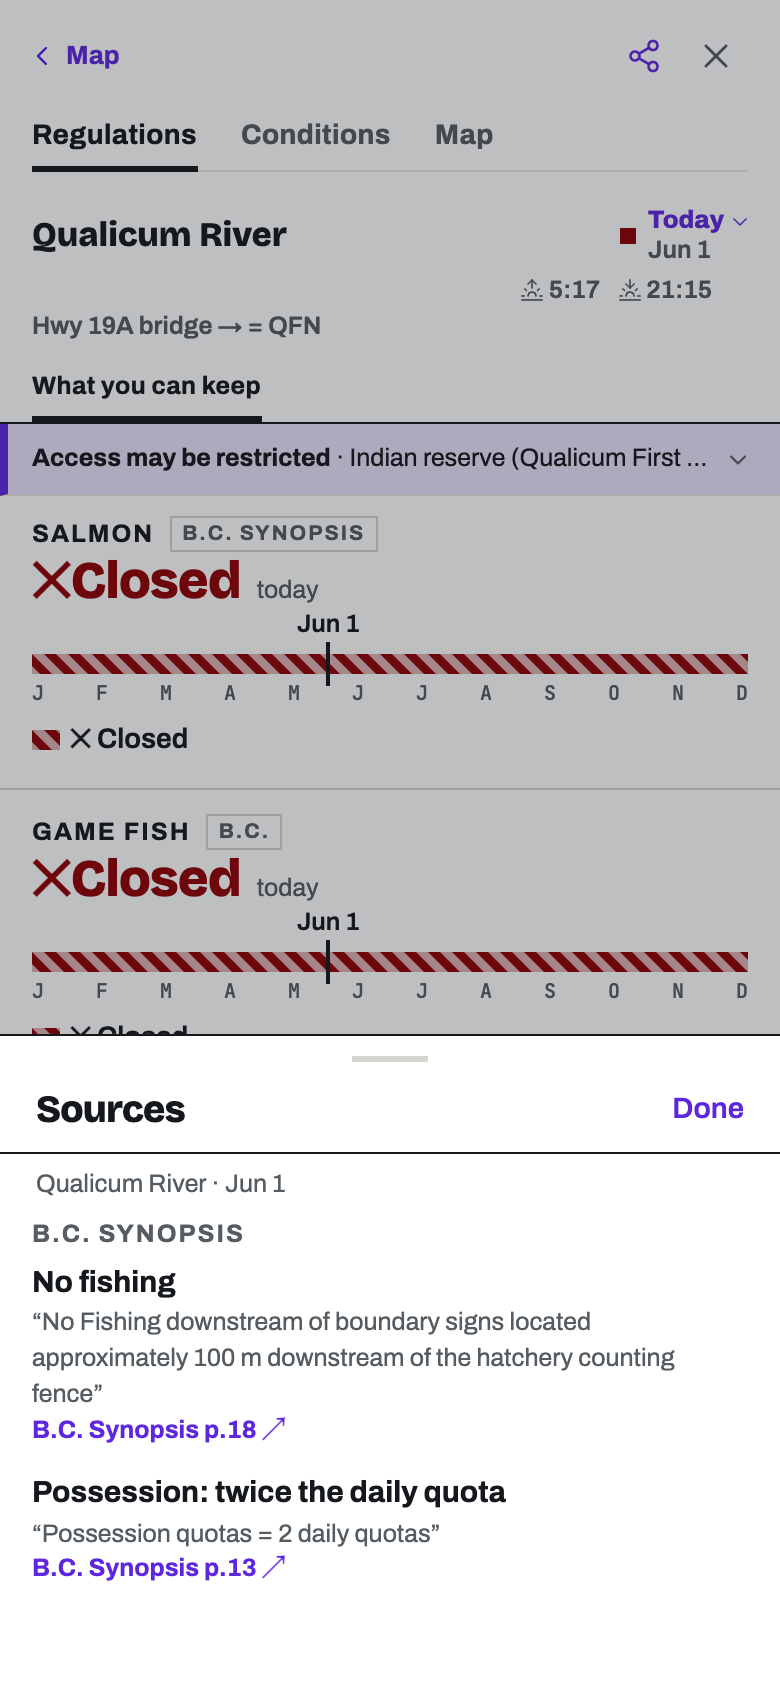 Map
Regulations Conditions Map
Qualicum River
Today
Jun 1
5:17 21:15
Hwy 19A bridge → = QFN
What you can keep
Access may be restricted · Indian reserve (Qualicum First ...
SALMON B.C. SYNOPSIS
Closed today
Jun 1
J F M A M J J A S O N D
Closed
GAME FISH B.C.
Closed today
Jun 1
J F M A M J J A S O N D
Closed
Sources
Done
Qualicum River · Jun 1
B.C. SYNOPSIS
No fishing
“No Fishing downstream of boundary signs located
approximately 100 m downstream of the hatchery counting
fence”
B.C. Synopsis p.18
Possession: twice the daily quota
“Possession quotas = 2 daily quotas”
B.C. Synopsis p.13